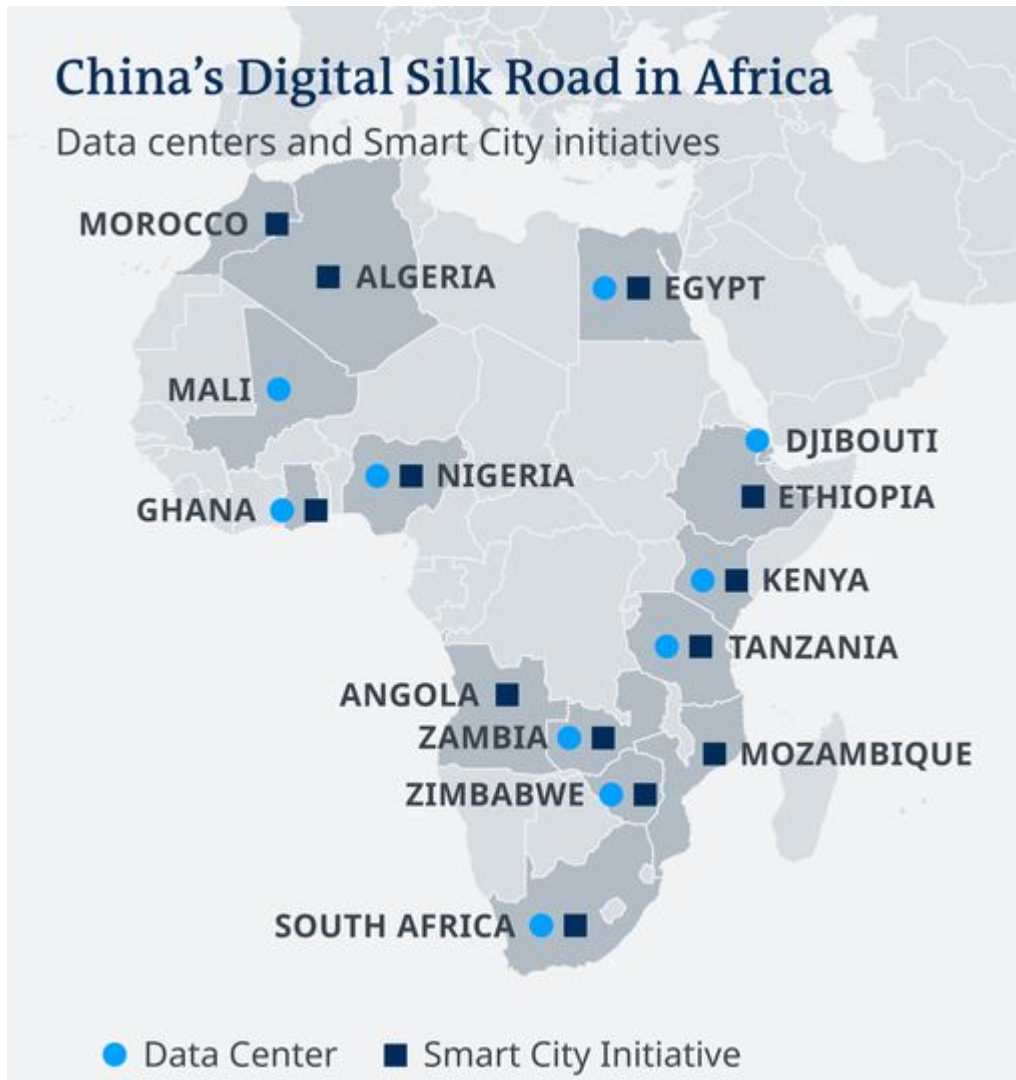 China’s Digital Silk Road in Africa
Data centers and Smart City initiatives
MOROCCO
ALGERIA
EGYPT
MALI
DJIBOUTI
NIGERIA
ETHIOPIA
GHANA
KENYA
TANZANIA
ANGOLA
ZAMBIA
MOZAMBIQUE
ZIMBABWE
SOUTH AFRICA
Data Center
Smart City Initiative